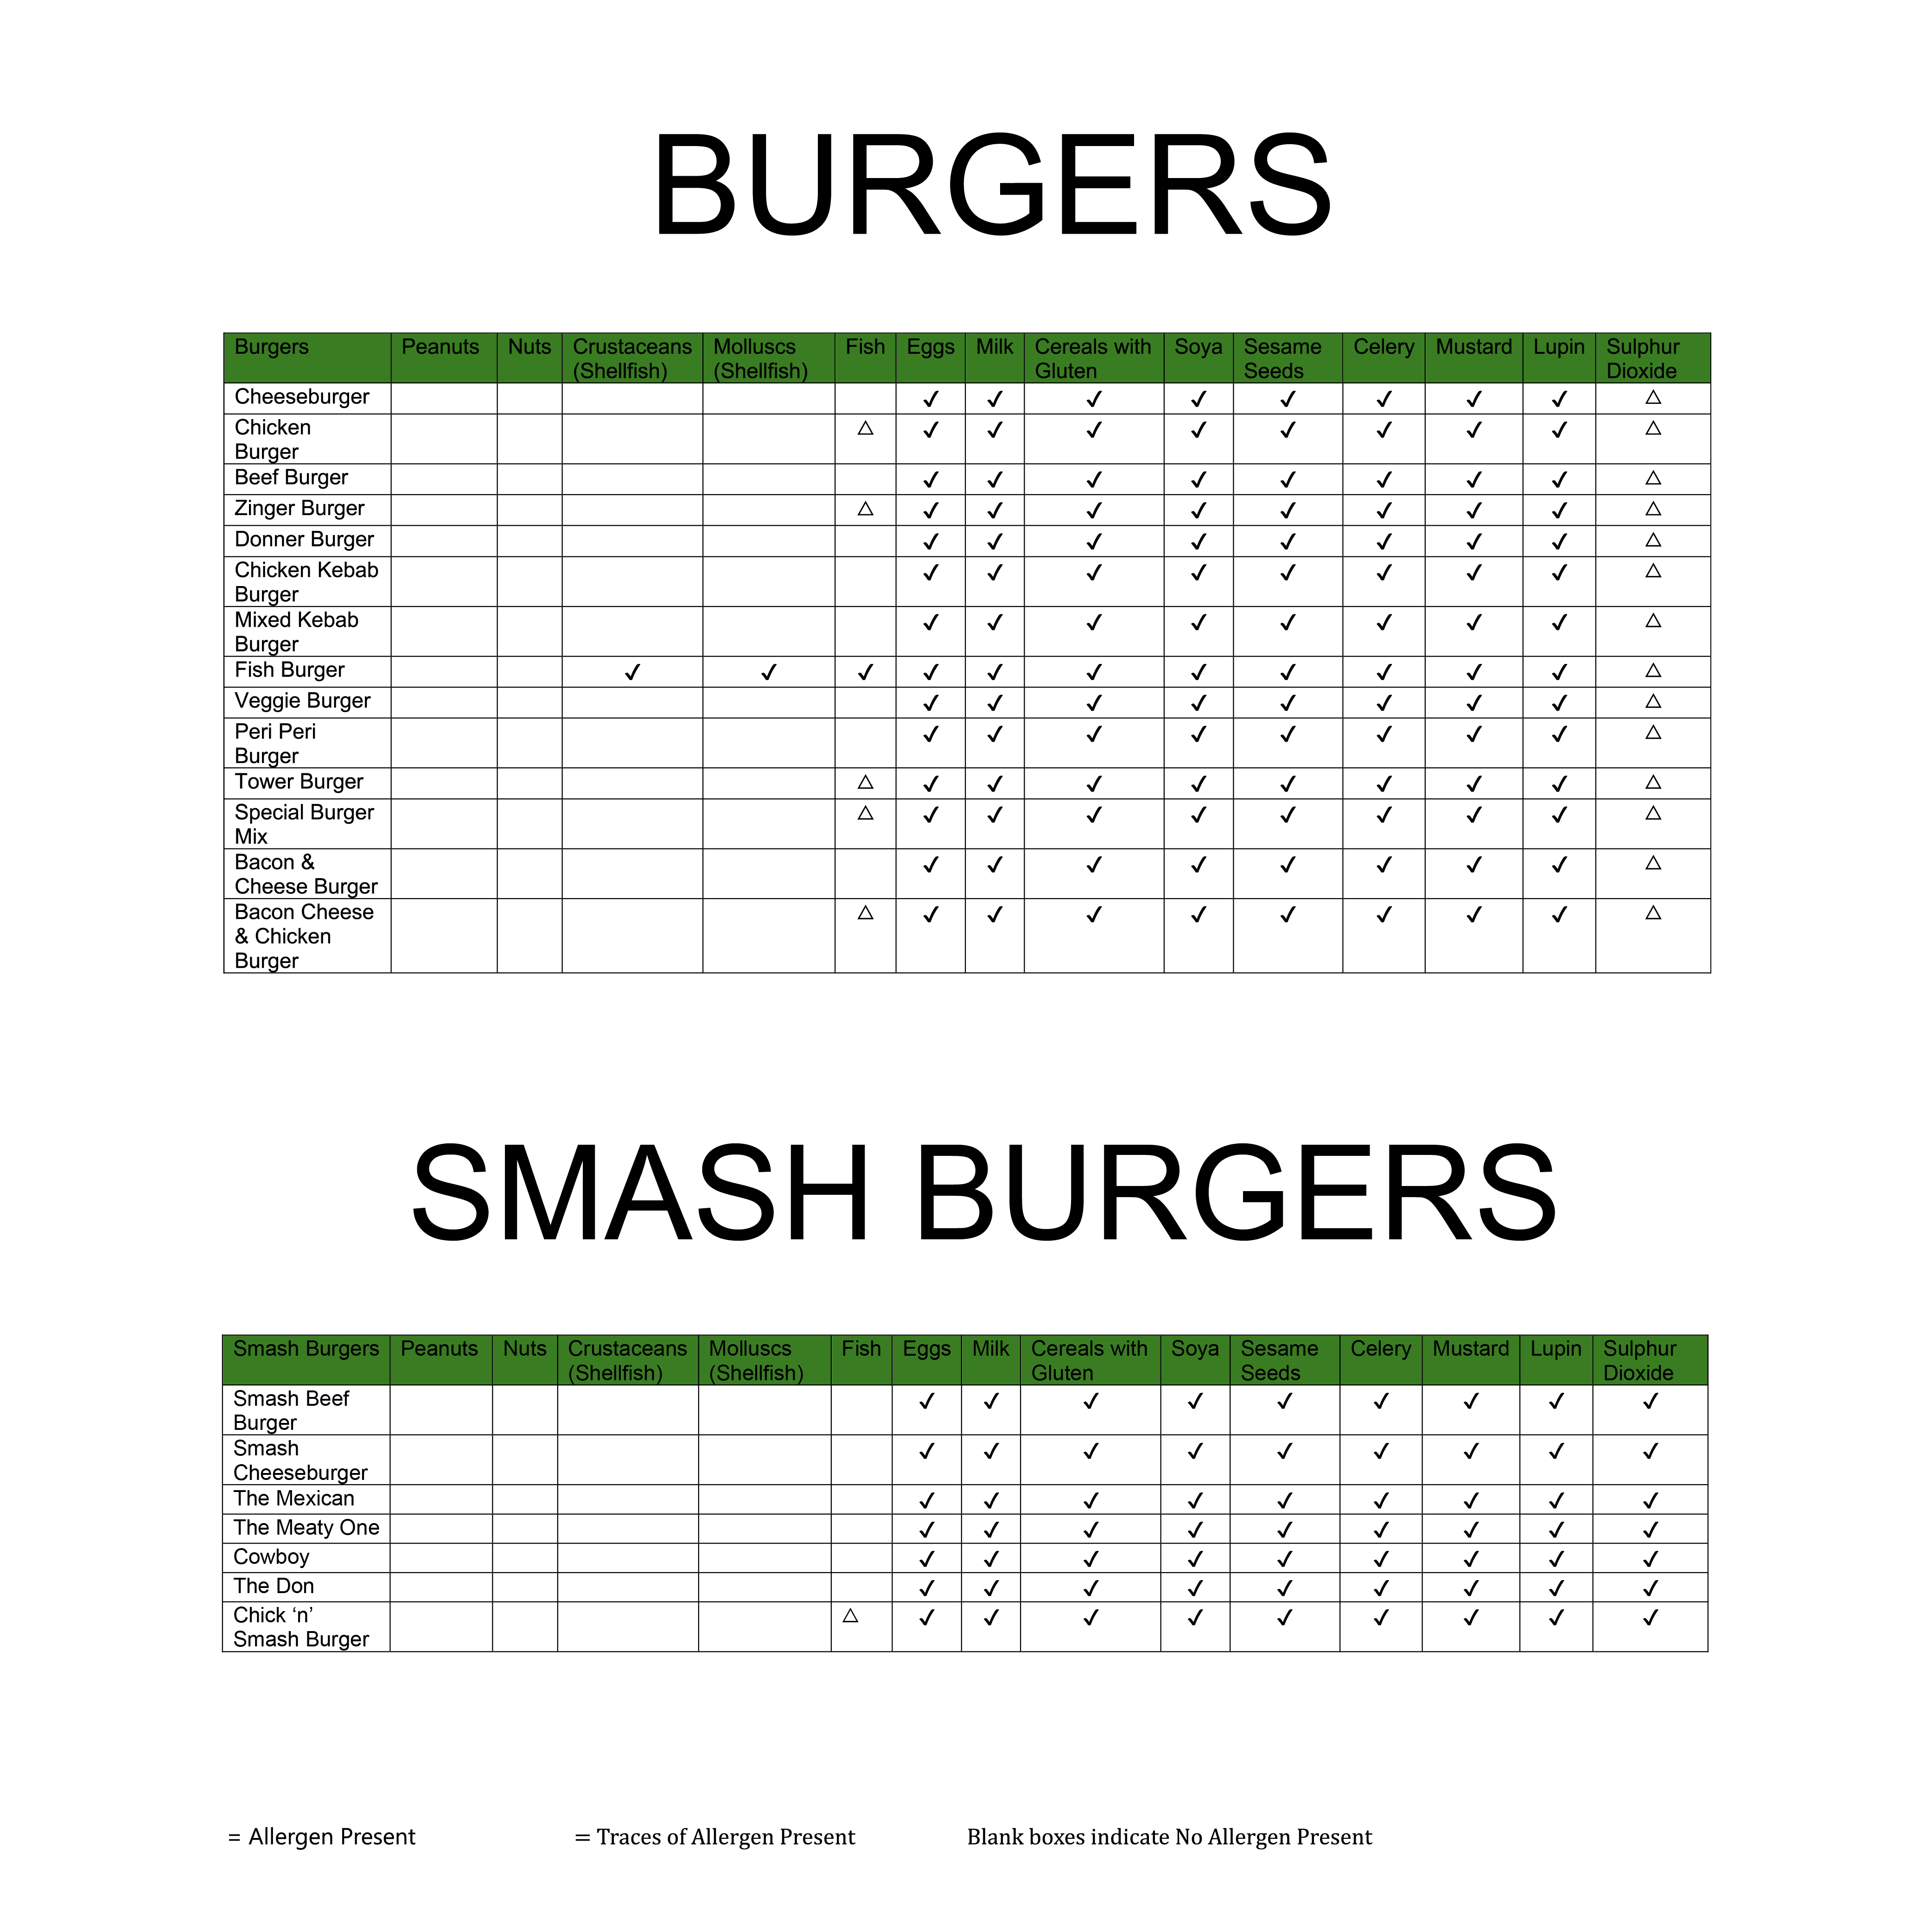 BURGERS
Burgers Peanuts Nuts Crustaceans (Shellfish) Molluscs (Shellfish) Fish Eggs Milk Cereals with Gluten Soya Sesame Seeds Celery Mustard Lupin Sulphur Dioxide
Cheeseburger ✓ ✓ ✓ ✓ ✓ ✓ ✓ ✓ △
Chicken Burger △ ✓ ✓ ✓ ✓ ✓ ✓ ✓ ✓ △
Beef Burger ✓ ✓ ✓ ✓ ✓ ✓ ✓ ✓ △
Zinger Burger △ ✓ ✓ ✓ ✓ ✓ ✓ ✓ ✓ △
Donner Burger ✓ ✓ ✓ ✓ ✓ ✓ ✓ ✓ △
Chicken Kebab Burger ✓ ✓ ✓ ✓ ✓ ✓ ✓ ✓ △
Mixed Kebab Burger ✓ ✓ ✓ ✓ ✓ ✓ ✓ ✓ △
Fish Burger ✓ ✓ ✓ ✓ ✓ ✓ ✓ ✓ ✓ ✓ ✓ △
Veggie Burger ✓ ✓ ✓ ✓ ✓ ✓ ✓ ✓ △
Peri Peri Burger ✓ ✓ ✓ ✓ ✓ ✓ ✓ ✓ △
Tower Burger △ ✓ ✓ ✓ ✓ ✓ ✓ ✓ ✓ △
Special Burger Mix △ ✓ ✓ ✓ ✓ ✓ ✓ ✓ ✓ △
Bacon & Cheese Burger ✓ ✓ ✓ ✓ ✓ ✓ ✓ ✓ △
Bacon Cheese & Chicken Burger △ ✓ ✓ ✓ ✓ ✓ ✓ ✓ ✓ △
SMASH BURGERS
Smash Burgers Peanuts Nuts Crustaceans (Shellfish) Molluscs (Shellfish) Fish Eggs Milk Cereals with Gluten Soya Sesame Seeds Celery Mustard Lupin Sulphur Dioxide
Smash Beef Burger ✓ ✓ ✓ ✓ ✓ ✓ ✓ ✓ ✓
Smash Cheeseburger ✓ ✓ ✓ ✓ ✓ ✓ ✓ ✓ ✓
The Mexican ✓ ✓ ✓ ✓ ✓ ✓ ✓ ✓ ✓
The Meaty One ✓ ✓ ✓ ✓ ✓ ✓ ✓ ✓ ✓
Cowboy ✓ ✓ ✓ ✓ ✓ ✓ ✓ ✓ ✓
The Don ✓ ✓ ✓ ✓ ✓ ✓ ✓ ✓ ✓
Chick ‘n’ Smash Burger △ ✓ ✓ ✓ ✓ ✓ ✓ ✓ ✓ ✓
= Allergen Present = Traces of Allergen Present Blank boxes indicate No Allergen Present